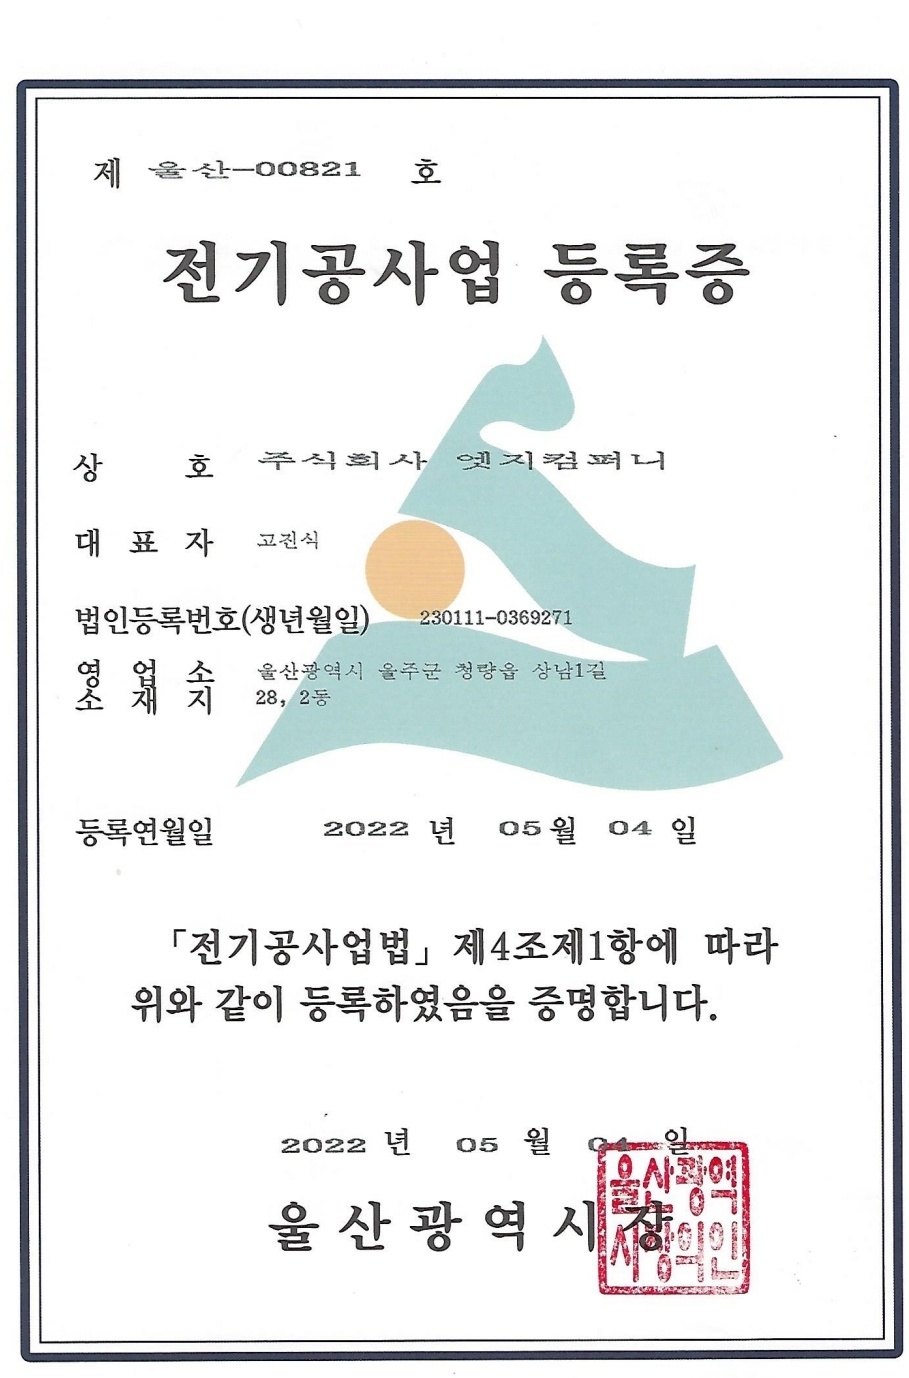 제 울산-00821 호
전기공사업 등록증
상 호 주식회사 엣지컴퍼니
대 표 자 고진식
법인등록번호(생년월일) 230111-0369271
영 업 소 울산광역시 울주군 청량읍 상남1길
소 재 지 28, 2동
등록연월일 2022 년 05 월 04 일
「전기공사업법」 제4조제1항에 따라
위와 같이 등록하였음을 증명합니다.
2022 년 05 월 04 일
울산광역시장
울산광역
시장의인